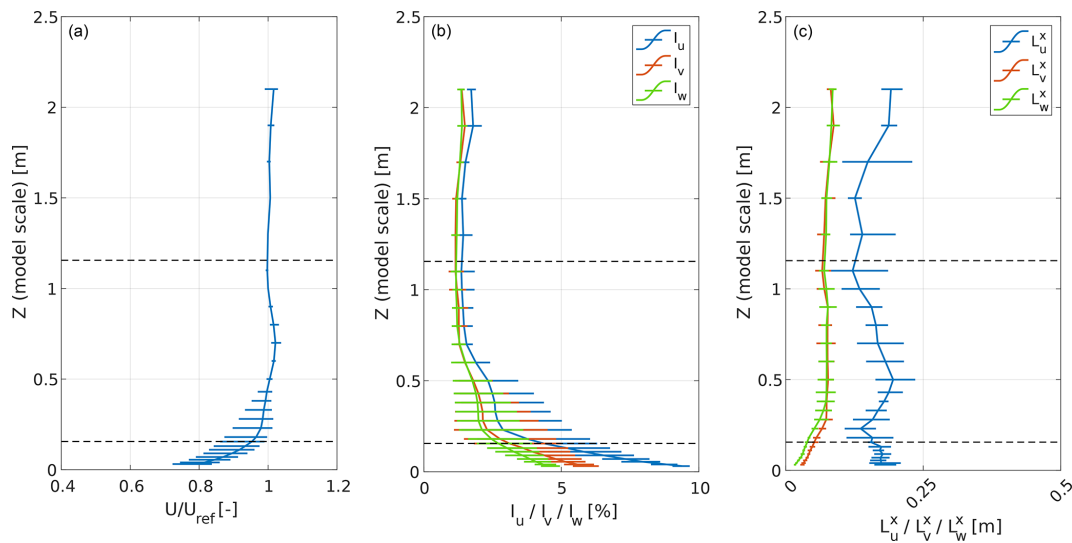 (a)
2.5
2
1.5
1
0.5
0
0.4 0.6 0.8 1 1.2
Z (model scale) [m]
U/U_ref [-]
(b)
I_u
I_v
I_w
2.5
2
1.5
1
0.5
0
0 5 10
Z (model scale) [m]
I_u / I_v / I_w [%]
(c)
L_u^x
L_v^x
L_w^x
2.5
2
1.5
1
0.5
0
0 0.25 0.5
Z (model scale) [m]
L_u^x / L_v^x / L_w^x [m]